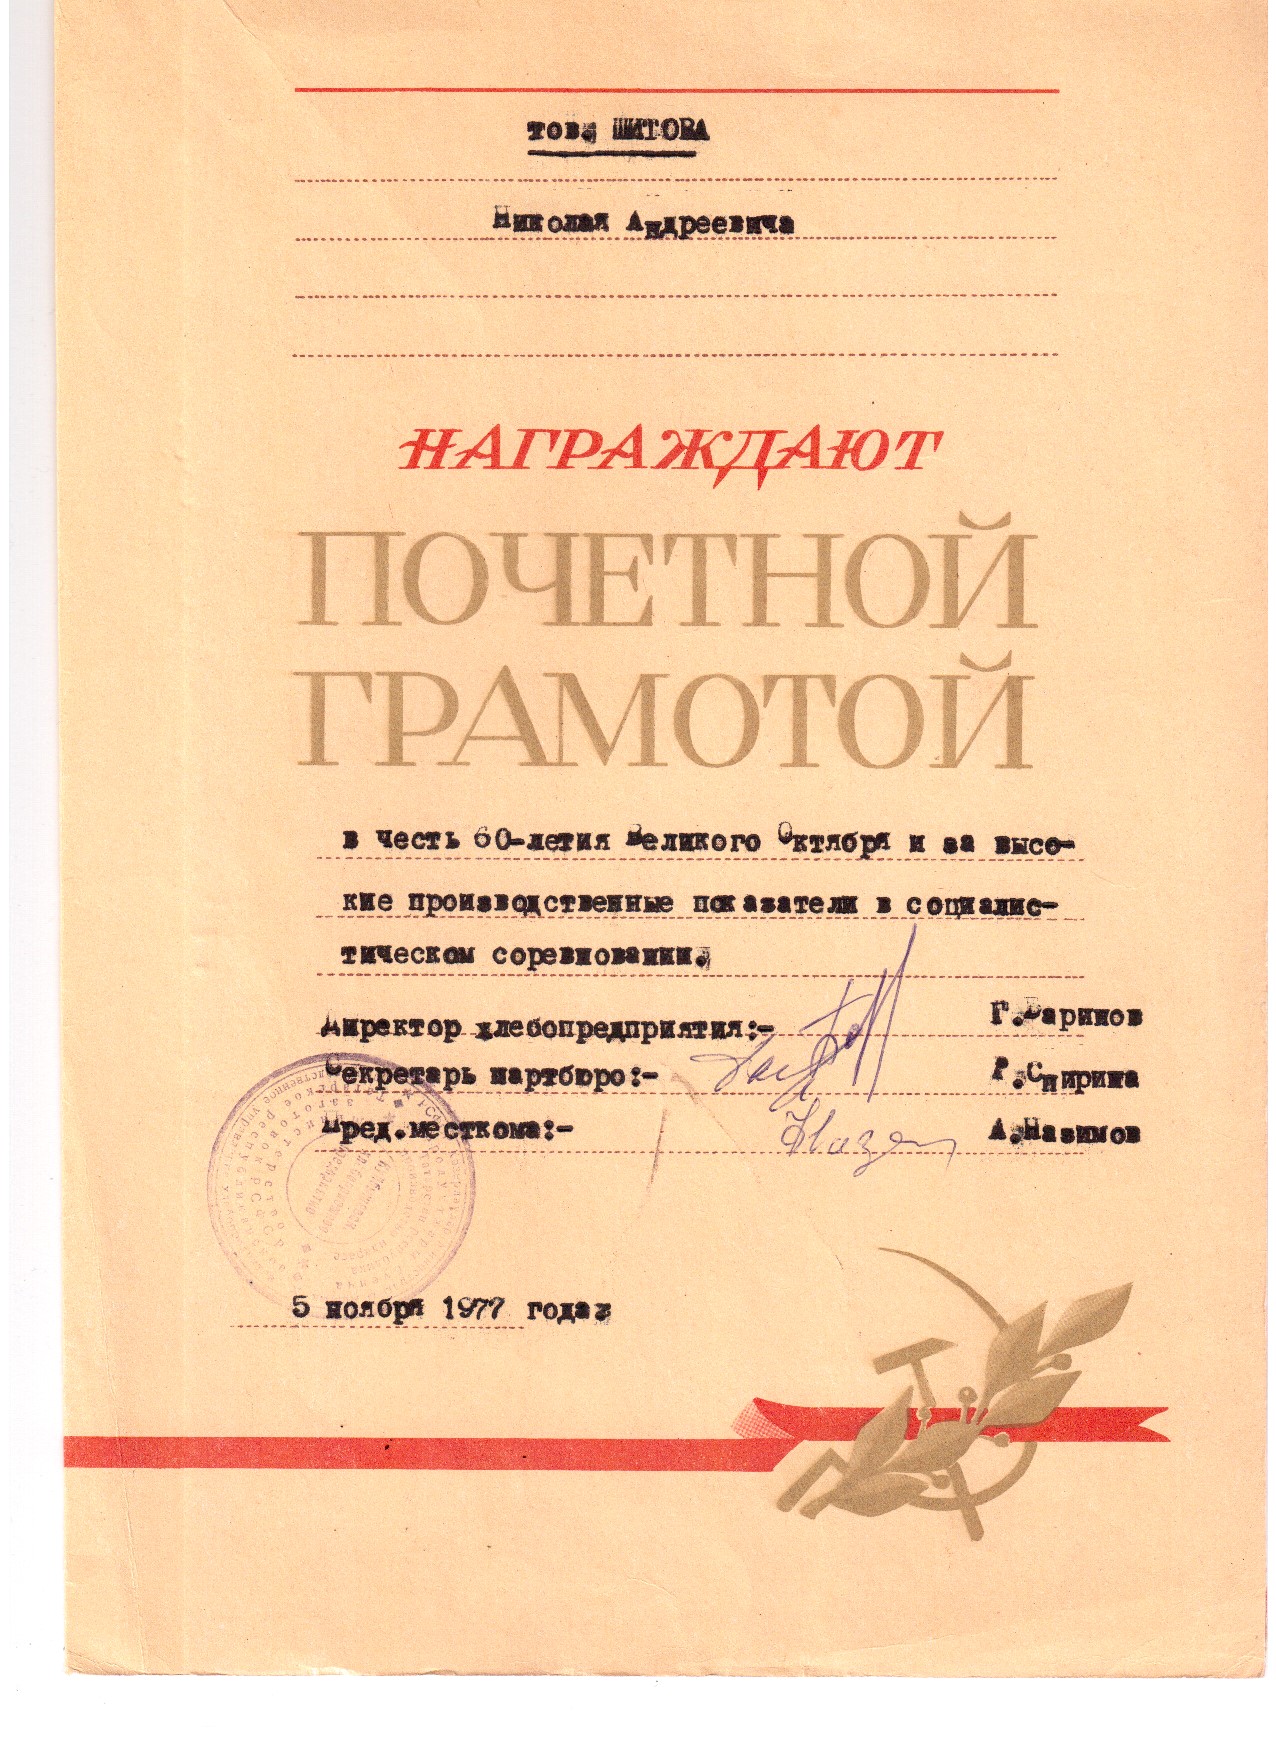 тов. ШИТОВА
Николая Андреевича
НАГРАЖДАЮТ
ПОЧЕТНОЙ
ГРАМОТОЙ
в честь 60-летия Великого Октября и за высо-
кие производственные показатели в социалис-
тическом соревновании.
Директор хлебопредприятия:- Г.Баринов
Секретарь партбюро:- Р.Спирина
Пред.месткома:- А.Назимов
5 ноября 1977 года: